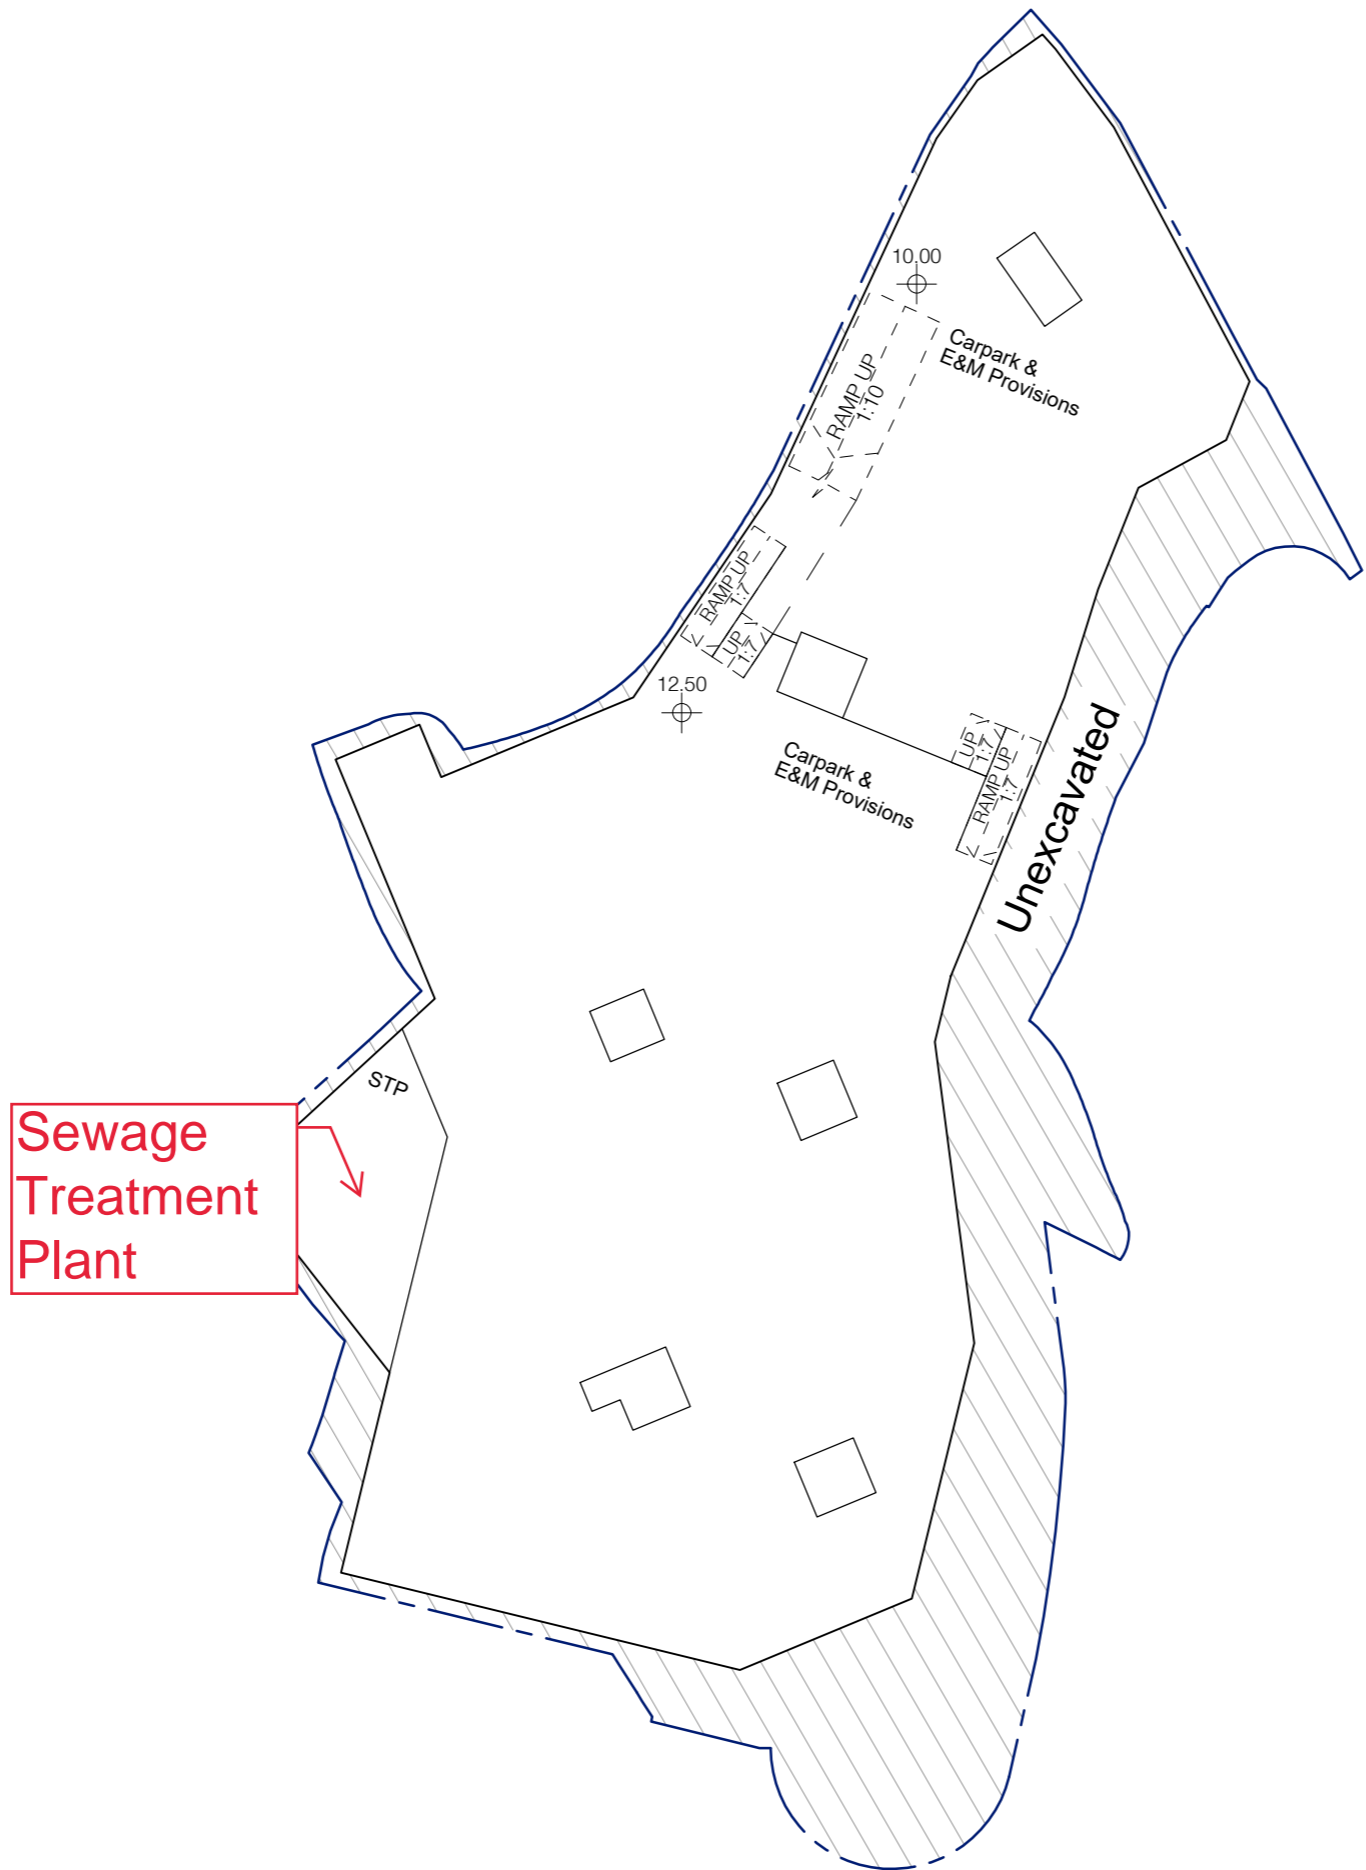 10.00
Carpark &
E&M Provisions
RAMP UP
1:10
RAMP UP
1:7
UP
1:7
12.50
UP
1:7
RAMP UP
1:7
Carpark &
E&M Provisions
Unexcavated
STP
Sewage
Treatment
Plant